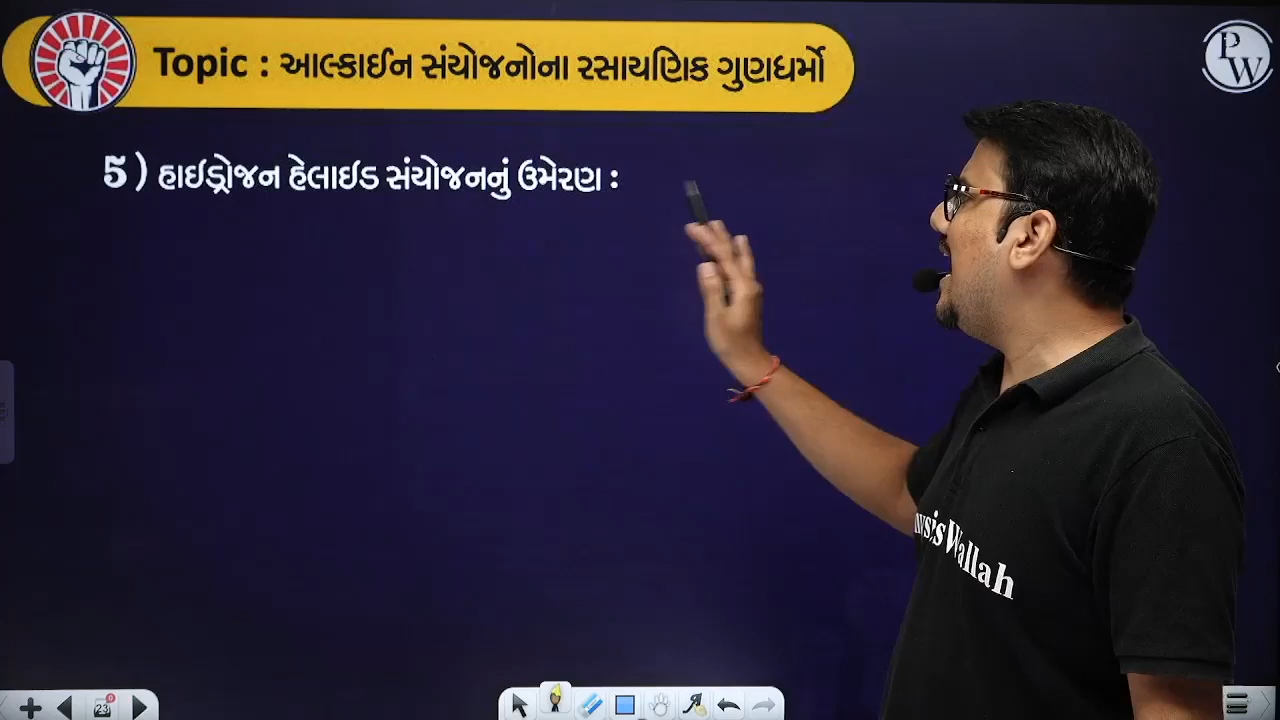 Topic : આલ્કાઈન સંયોજનોના રસાયણિક ગુણધર્મો
PW
5 ) હાઈડ્રોજન હેલાઈડ સંયોજનનું ઉમેરણ :
Wallah
23